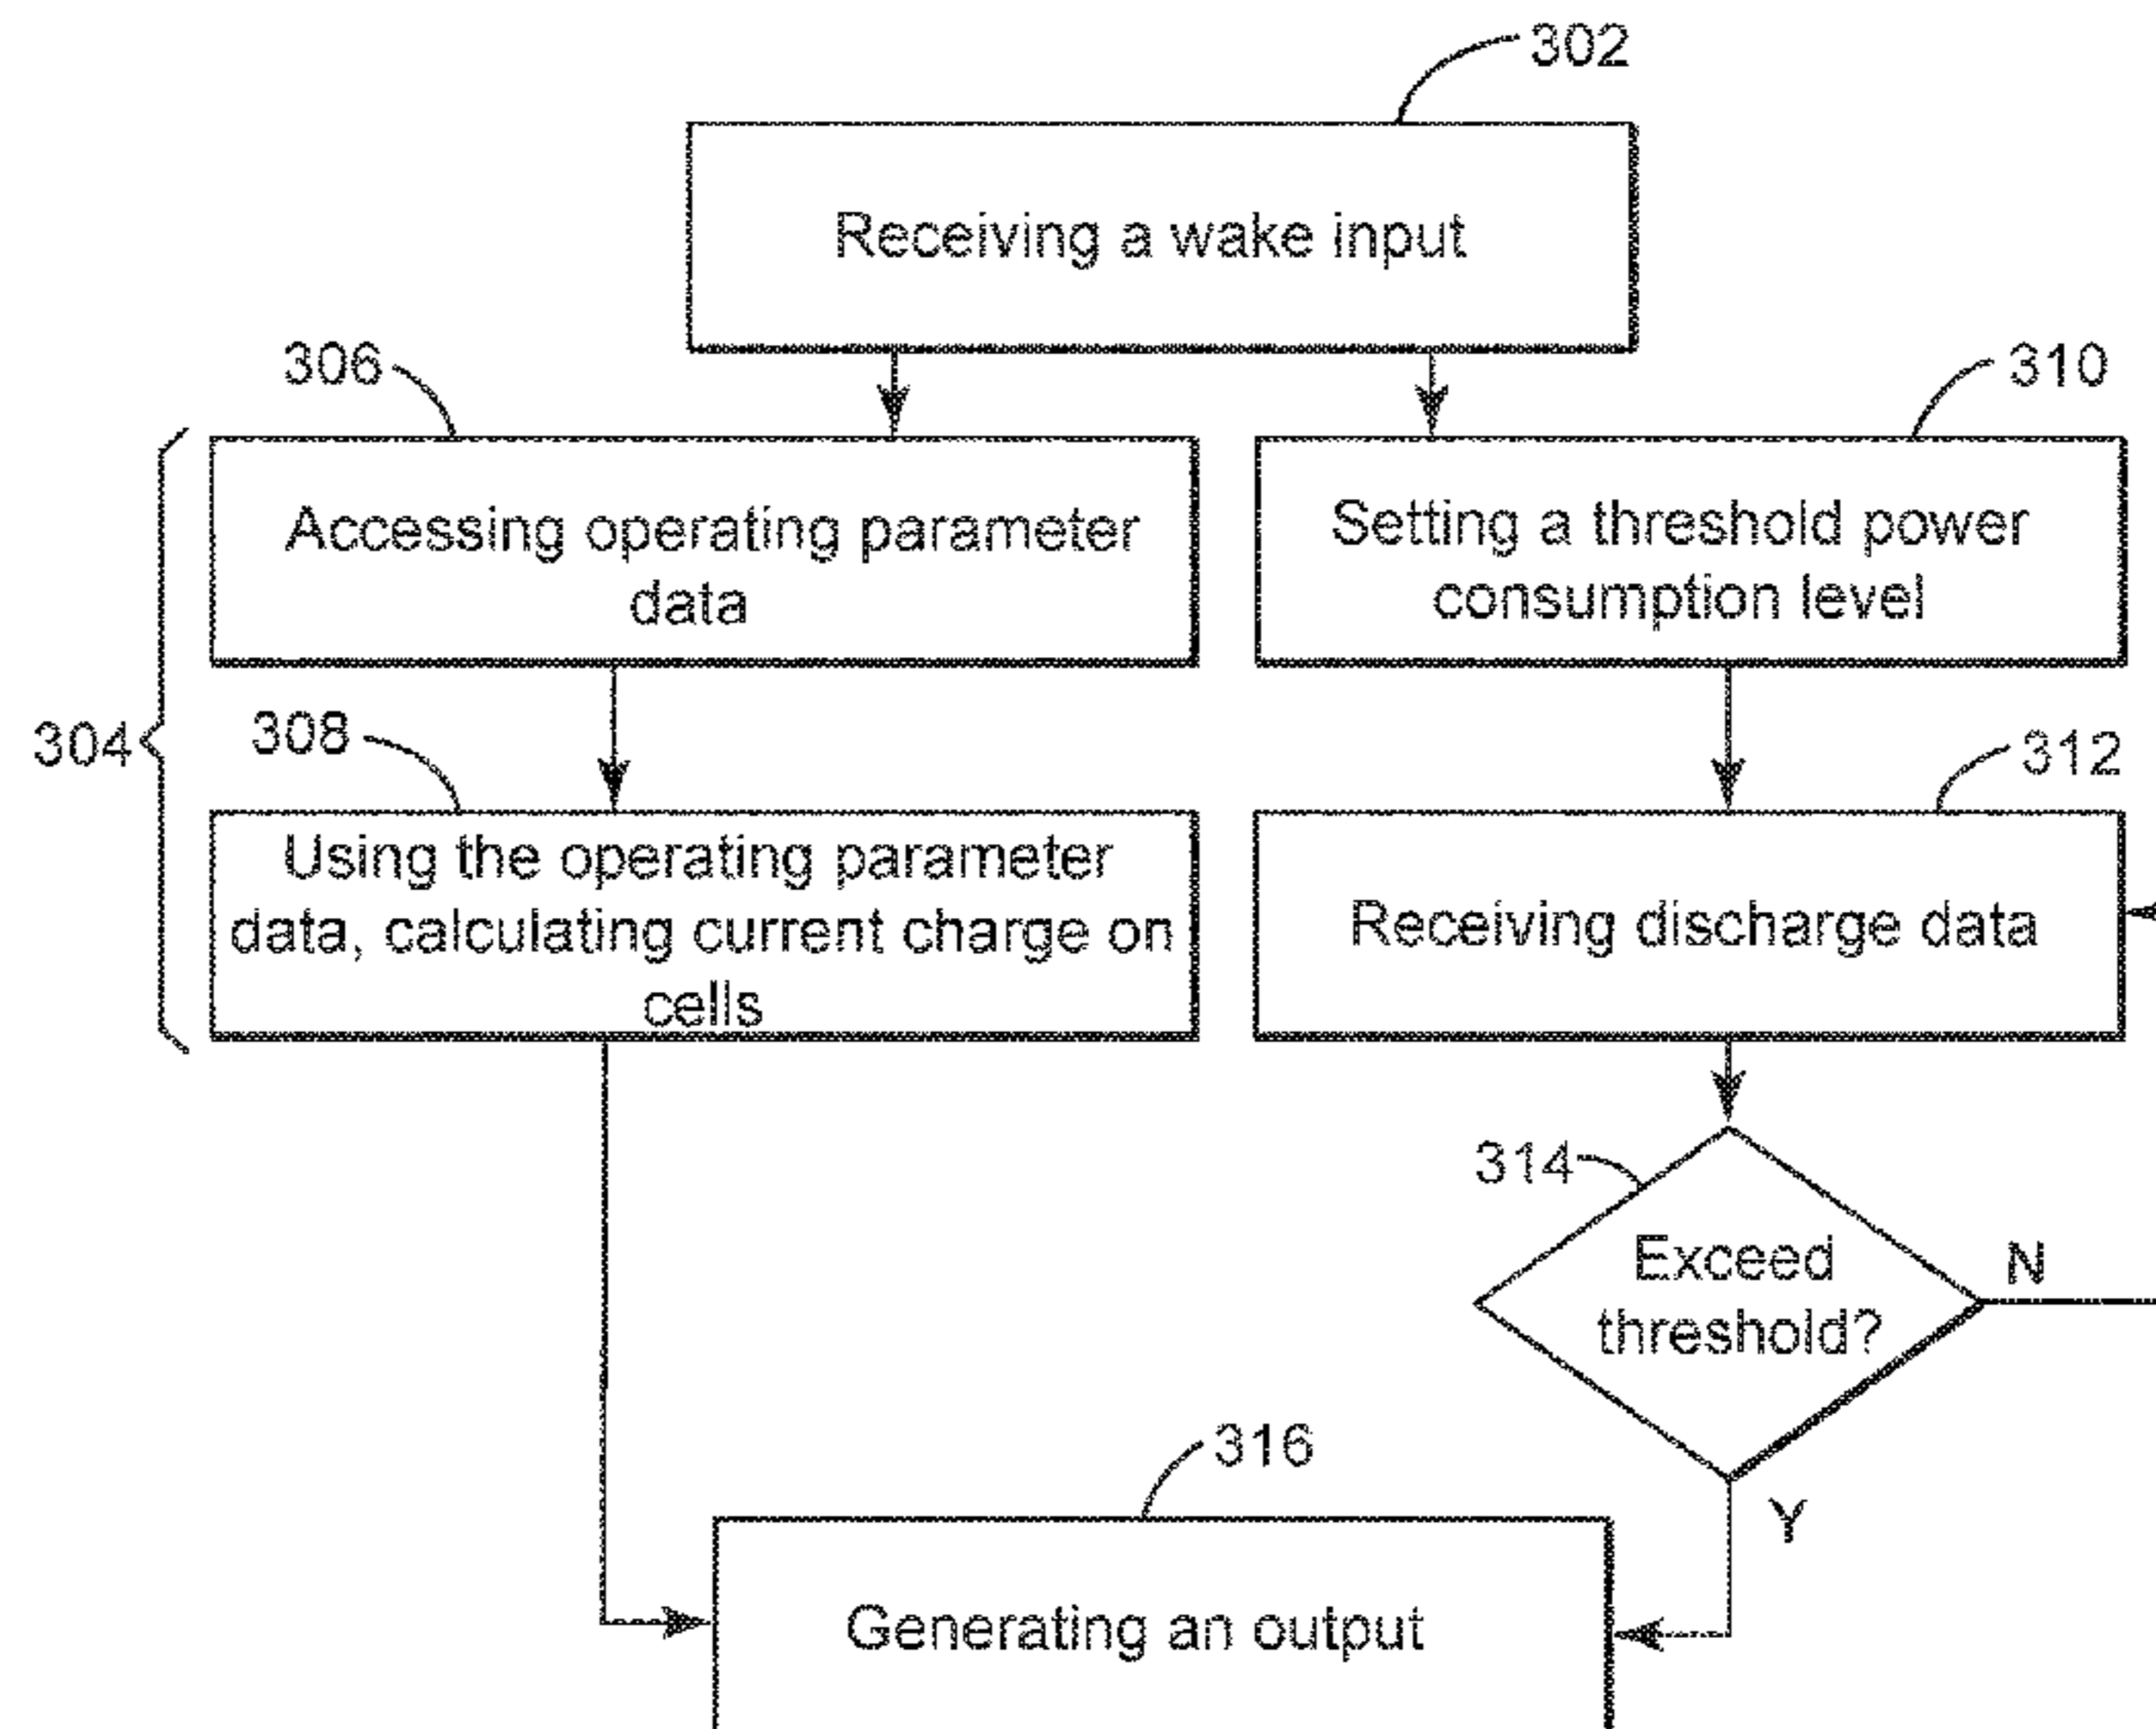 302
Receiving a wake input
306
310
Accessing operating parameter
data
Setting a threshold power
consumption level
304
308
312
Using the operating parameter
data, calculating current charge on
cells
Receiving discharge data
314
Exceed
threshold?
N
Y
316
Generating an output